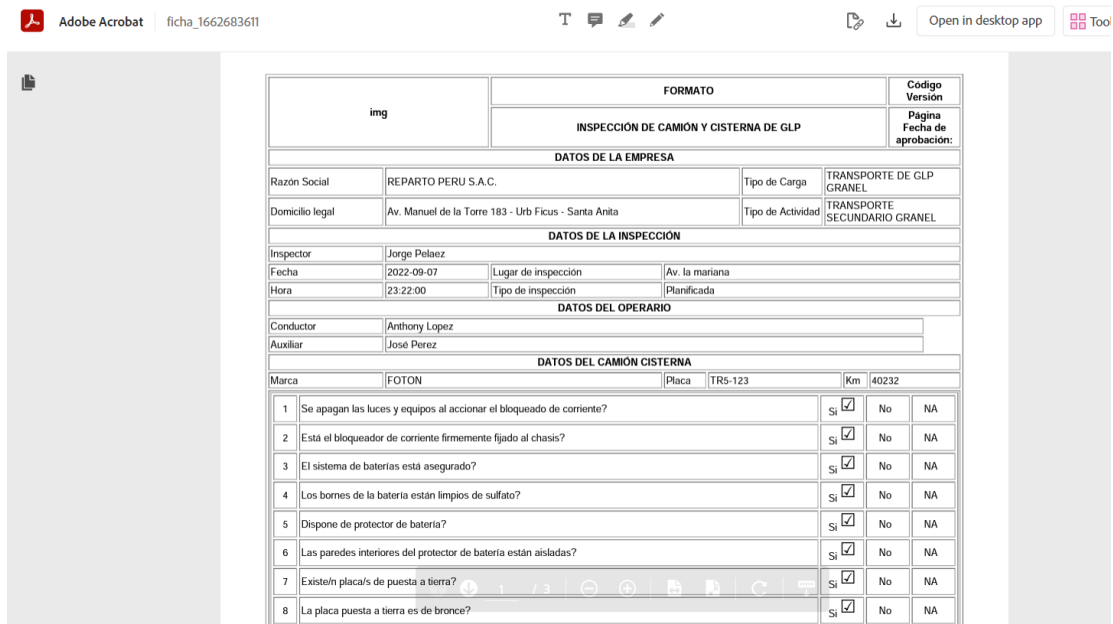 Adobe Acrobat ficha_1662683611 Open in desktop app Tool
img
FORMATO
Código
Versión
INSPECCIÓN DE CAMIÓN Y CISTERNA DE GLP
Página
Fecha de
aprobación:
DATOS DE LA EMPRESA
Razón Social REPARTO PERU S.A.C. Tipo de Carga TRANSPORTE DE GLP
GRANEL
Domicilio legal Av. Manuel de la Torre 183 - Urb Ficus - Santa Anita Tipo de Actividad TRANSPORTE
SECUNDARIO GRANEL
DATOS DE LA INSPECCIÓN
Inspector Jorge Pelaez
Fecha 2022-09-07 Lugar de inspección Av. la mariana
Hora 23:22:00 Tipo de inspección Planificada
DATOS DEL OPERARIO
Conductor Anthony Lopez
Auxiliar José Perez
DATOS DEL CAMIÓN CISTERNA
Marca FOTON Placa TR5-123 Km 40232
1 Se apagan las luces y equipos al accionar el bloqueado de corriente? Si No NA
2 Está el bloqueador de corriente firmemente fijado al chasis? Si No NA
3 El sistema de baterías está asegurado? Si No NA
4 Los bornes de la batería están limpios de sulfato? Si No NA
5 Dispone de protector de batería? Si No NA
6 Las paredes interiores del protector de batería están aisladas? Si No NA
7 Existe/n placa/s de puesta a tierra? Si No NA
1 / 3
8 La placa puesta a tierra es de bronce? Si No NA